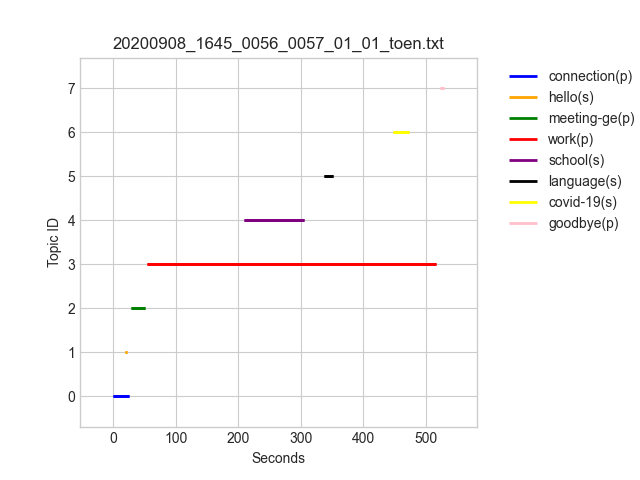 20200908_1645_0056_0057_01_01_toen.txt
7
6
5
4
3
2
1
0
Topic ID
0 100 200 300 400 500
Seconds
connection(p)
hello(s)
meeting-ge(p)
work(p)
school(s)
language(s)
covid-19(s)
goodbye(p)